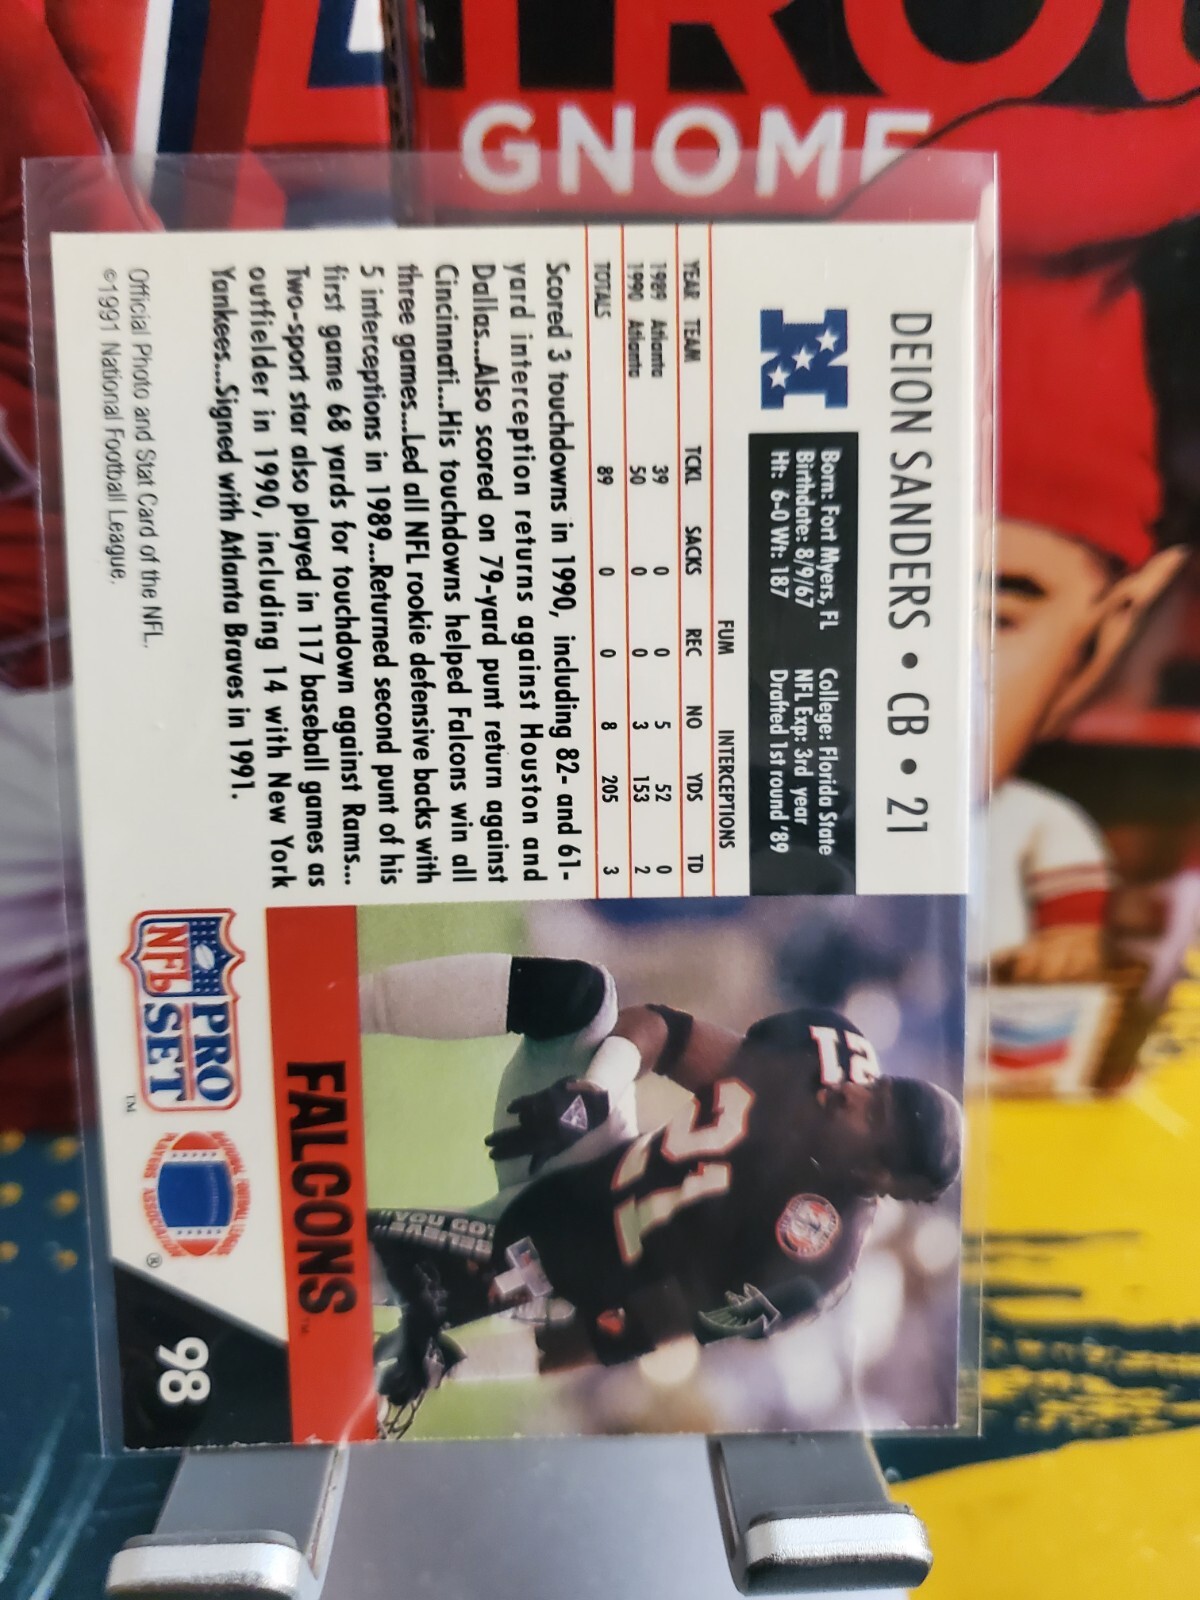 GNOME
DEION SANDERS • CB • 21
Born: Fort Myers, FL College: Florida State
Birthdate: 8/9/67 NFL Exp: 3rd year
Ht: 6-0 Wt: 187 Drafted 1st round '89
FUM INTERCEPTIONS
YEAR TEAM TCKL SACKS REC NO YDS TD
1989 Atlanta 39 0 0 5 52 0
1990 Atlanta 50 0 0 3 153 2
TOTALS 89 0 0 8 205 3
Scored 3 touchdowns in 1990, including 82- and 61-
yard interception returns against Houston and
Dallas...Also scored on 79-yard punt return against
Cincinnati...His touchdowns helped Falcons win all
three games...Led all NFL rookie defensive backs with
5 interceptions in 1989...Returned second punt of his
first game 68 yards for touchdown against Rams...
Two-sport star also played in 117 baseball games as
outfielder in 1990, including 14 with New York
Yankees...Signed with Atlanta Braves in 1991.
Official Photo and Stat Card of the NFL.
©1991 National Football League.
21
21
FALCONS™
PRO
NFL SET™
NATIONAL FOOTBALL LEAGUE
PLAYERS ASSOCIATION ®
98